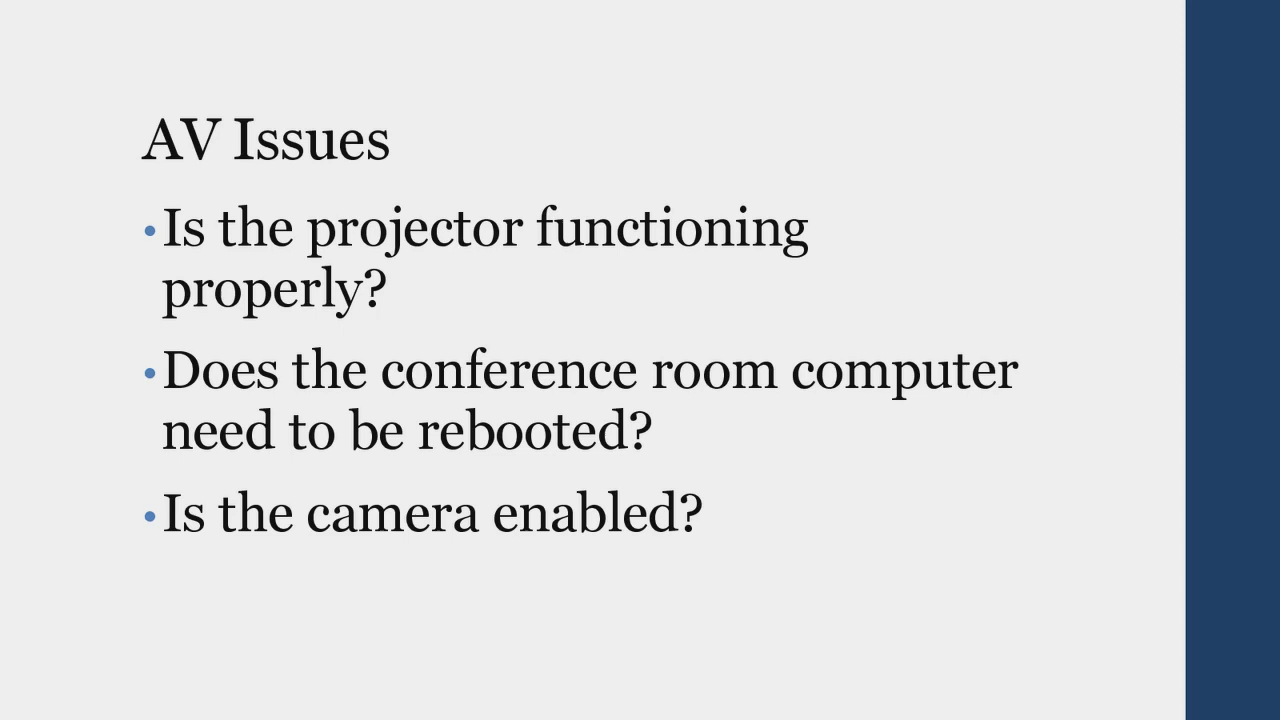 AV Issues
•Is the projector functioning
properly?
•Does the conference room computer
need to be rebooted?
•Is the camera enabled?